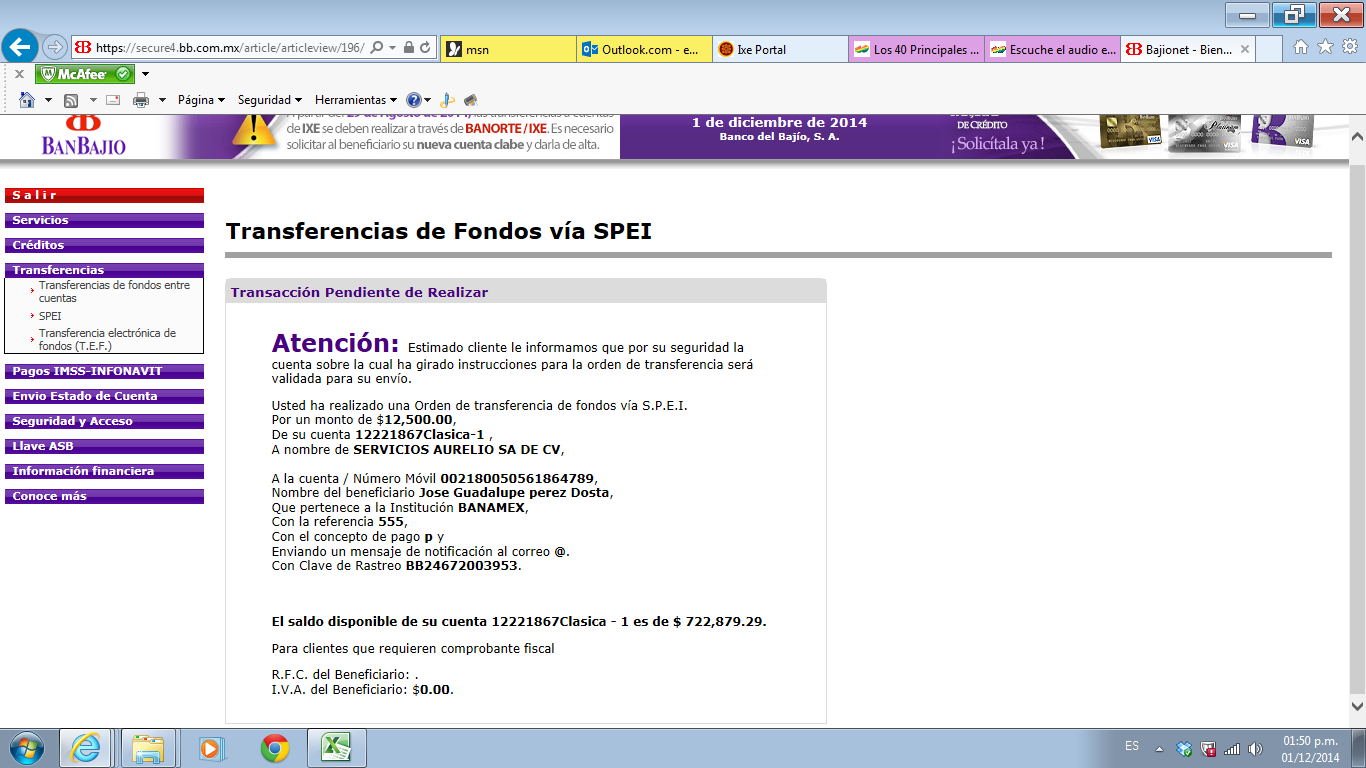 https://secure4.bb.com.mx/article/articleview/196/
msn
Outlook.com - e...
Ixe Portal
Los 40 Principales ...
Escuche el audio e...
Bajionet - Bien...
McAfee
Página
Seguridad
Herramientas
BANBAJÍO
de IXE se deben realizar a través de BANORTE/IXE. Es necesario
solicitar al beneficiario su nueva cuenta clabe y darla de alta.
1 de diciembre de 2014
Banco del Bajío, S. A.
DE CRÉDITO
¡Solicítala ya!
Salir
Servicios
Créditos
Transferencias
Transferencias de fondos entre
cuentas
SPEI
Transferencia electrónica de
fondos (T.E.F.)
Pagos IMSS-INFONAVIT
Envio Estado de Cuenta
Seguridad y Acceso
Llave ASB
Información financiera
Conoce más
Transferencias de Fondos vía SPEI
Transacción Pendiente de Realizar
Atención: Estimado cliente le informamos que por su seguridad la
cuenta sobre la cual ha girado instrucciones para la orden de transferencia será
validada para su envío.
Usted ha realizado una Orden de transferencia de fondos vía S.P.E.I.
Por un monto de $12,500.00,
De su cuenta 12221867Clasica-1 ,
A nombre de SERVICIOS AURELIO SA DE CV,
A la cuenta / Número Móvil 002180050561864789,
Nombre del beneficiario Jose Guadalupe perez Dosta,
Que pertenece a la Institución BANAMEX,
Con la referencia 555,
Con el concepto de pago p y
Enviando un mensaje de notificación al correo @.
Con Clave de Rastreo BB24672003953.
El saldo disponible de su cuenta 12221867Clasica - 1 es de $ 722,879.29.
Para clientes que requieren comprobante fiscal
R.F.C. del Beneficiario: .
I.V.A. del Beneficiario: $0.00.
ES
01:50 p.m.
01/12/2014